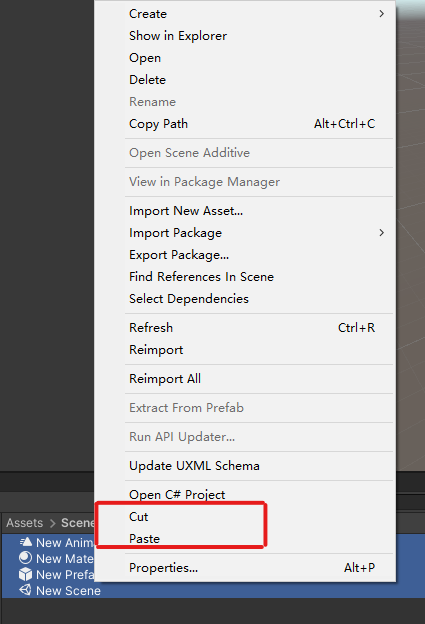 Create
Show in Explorer
Open
Delete
Rename
Copy Path Alt+Ctrl+C
Open Scene Additive
View in Package Manager
Import New Asset...
Import Package
Export Package...
Find References In Scene
Select Dependencies
Refresh Ctrl+R
Reimport
Reimport All
Extract From Prefab
Run API Updater...
Update UXML Schema
Open C# Project
Cut
Paste
Properties... Alt+P
Assets > Scene
New Anim
New Mate
New Prefa
New Scene